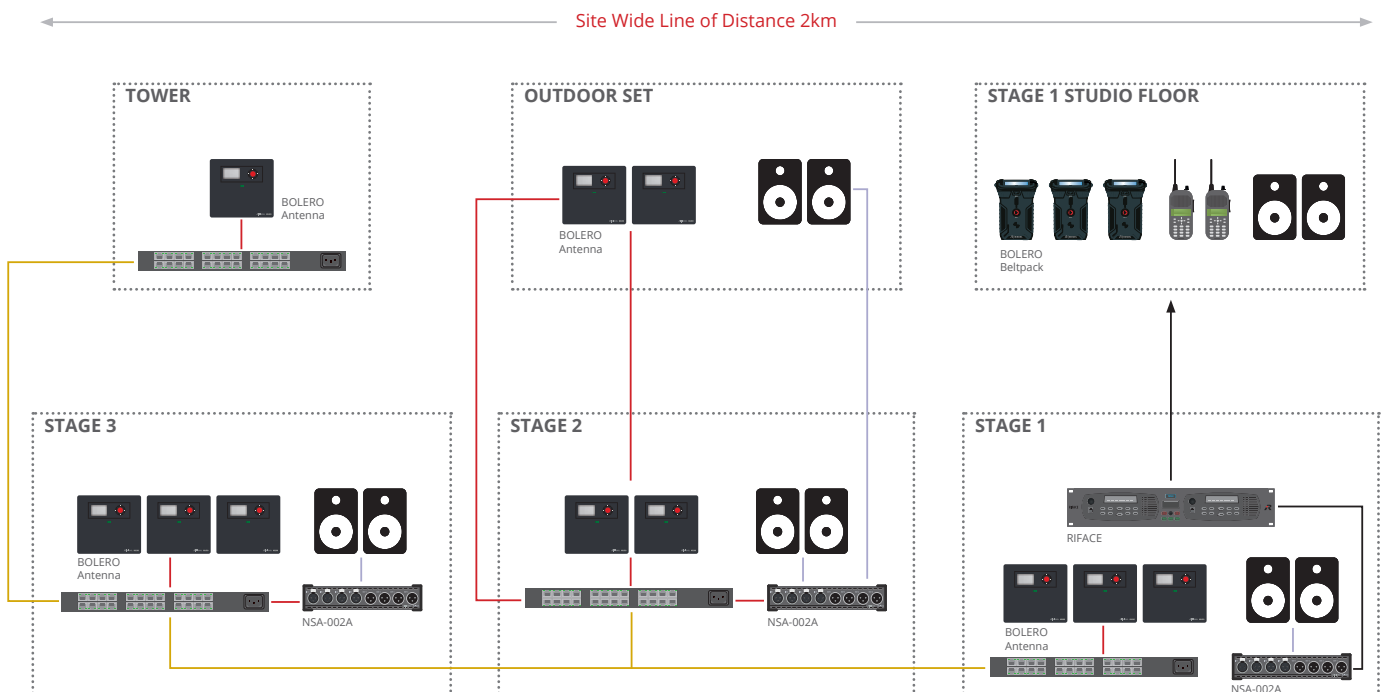 Site Wide Line of Distance 2km
TOWER
BOLERO
Antenna
OUTDOOR SET
BOLERO
Antenna
STAGE 1 STUDIO FLOOR
BOLERO
Beltpack
STAGE 3
BOLERO
Antenna
NSA-002A
STAGE 2
NSA-002A
STAGE 1
RIFACE
BOLERO
Antenna
NSA-002A